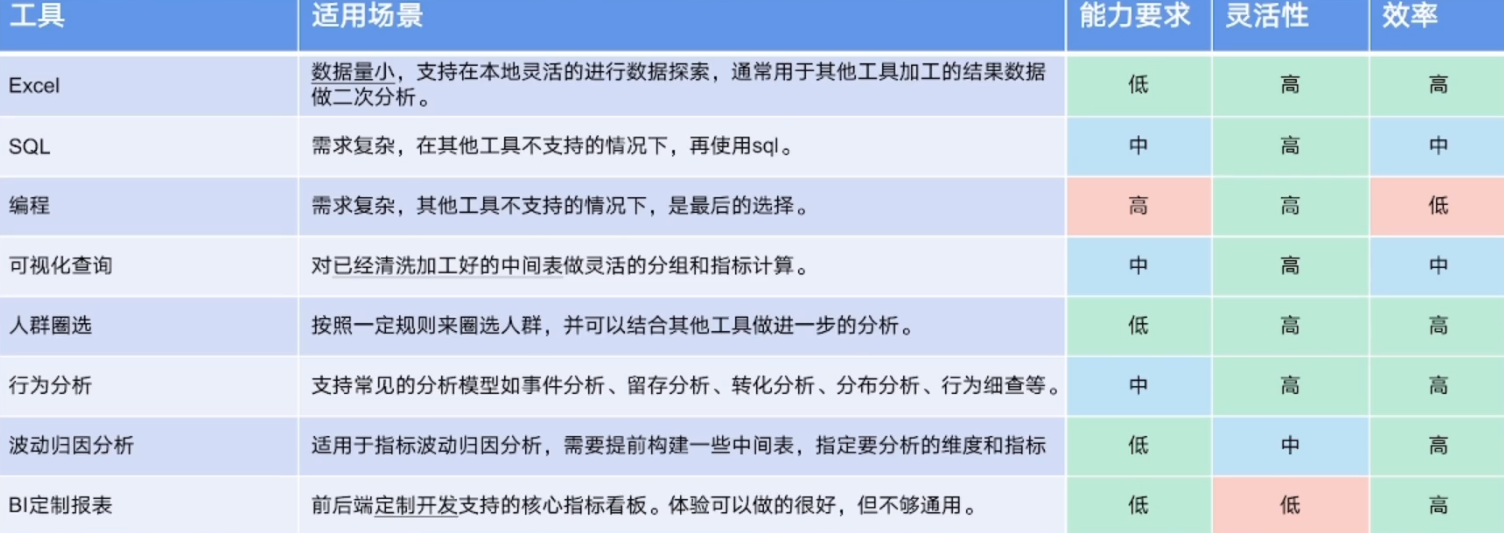 工具 适用场景 能力要求 灵活性 效率
Excel 数据量小，支持在本地灵活的进行数据探索，通常用于其他工具加工的结果数据 低 高 高
做二次分析。
SQL 需求复杂，在其他工具不支持的情况下，再使用sql。 中 高 中
编程 需求复杂，其他工具不支持的情况下，是最后的选择。 高 高 低
可视化查询 对已经清洗加工好的中间表做灵活的分组和指标计算。 中 高 中
人群圈选 按照一定规则来圈选人群，并可以结合其他工具做进一步的分析。 低 高 高
行为分析 支持常见的分析模型如事件分析、留存分析、转化分析、分布分析、行为细查等。 中 高 高
波动归因分析 适用于指标波动归因分析，需要提前构建一些中间表，指定要分析的维度和指标 低 中 高
BI定制报表 前后端定制开发支持的核心指标看板。体验可以做的很好，但不够通用。 低 低 高